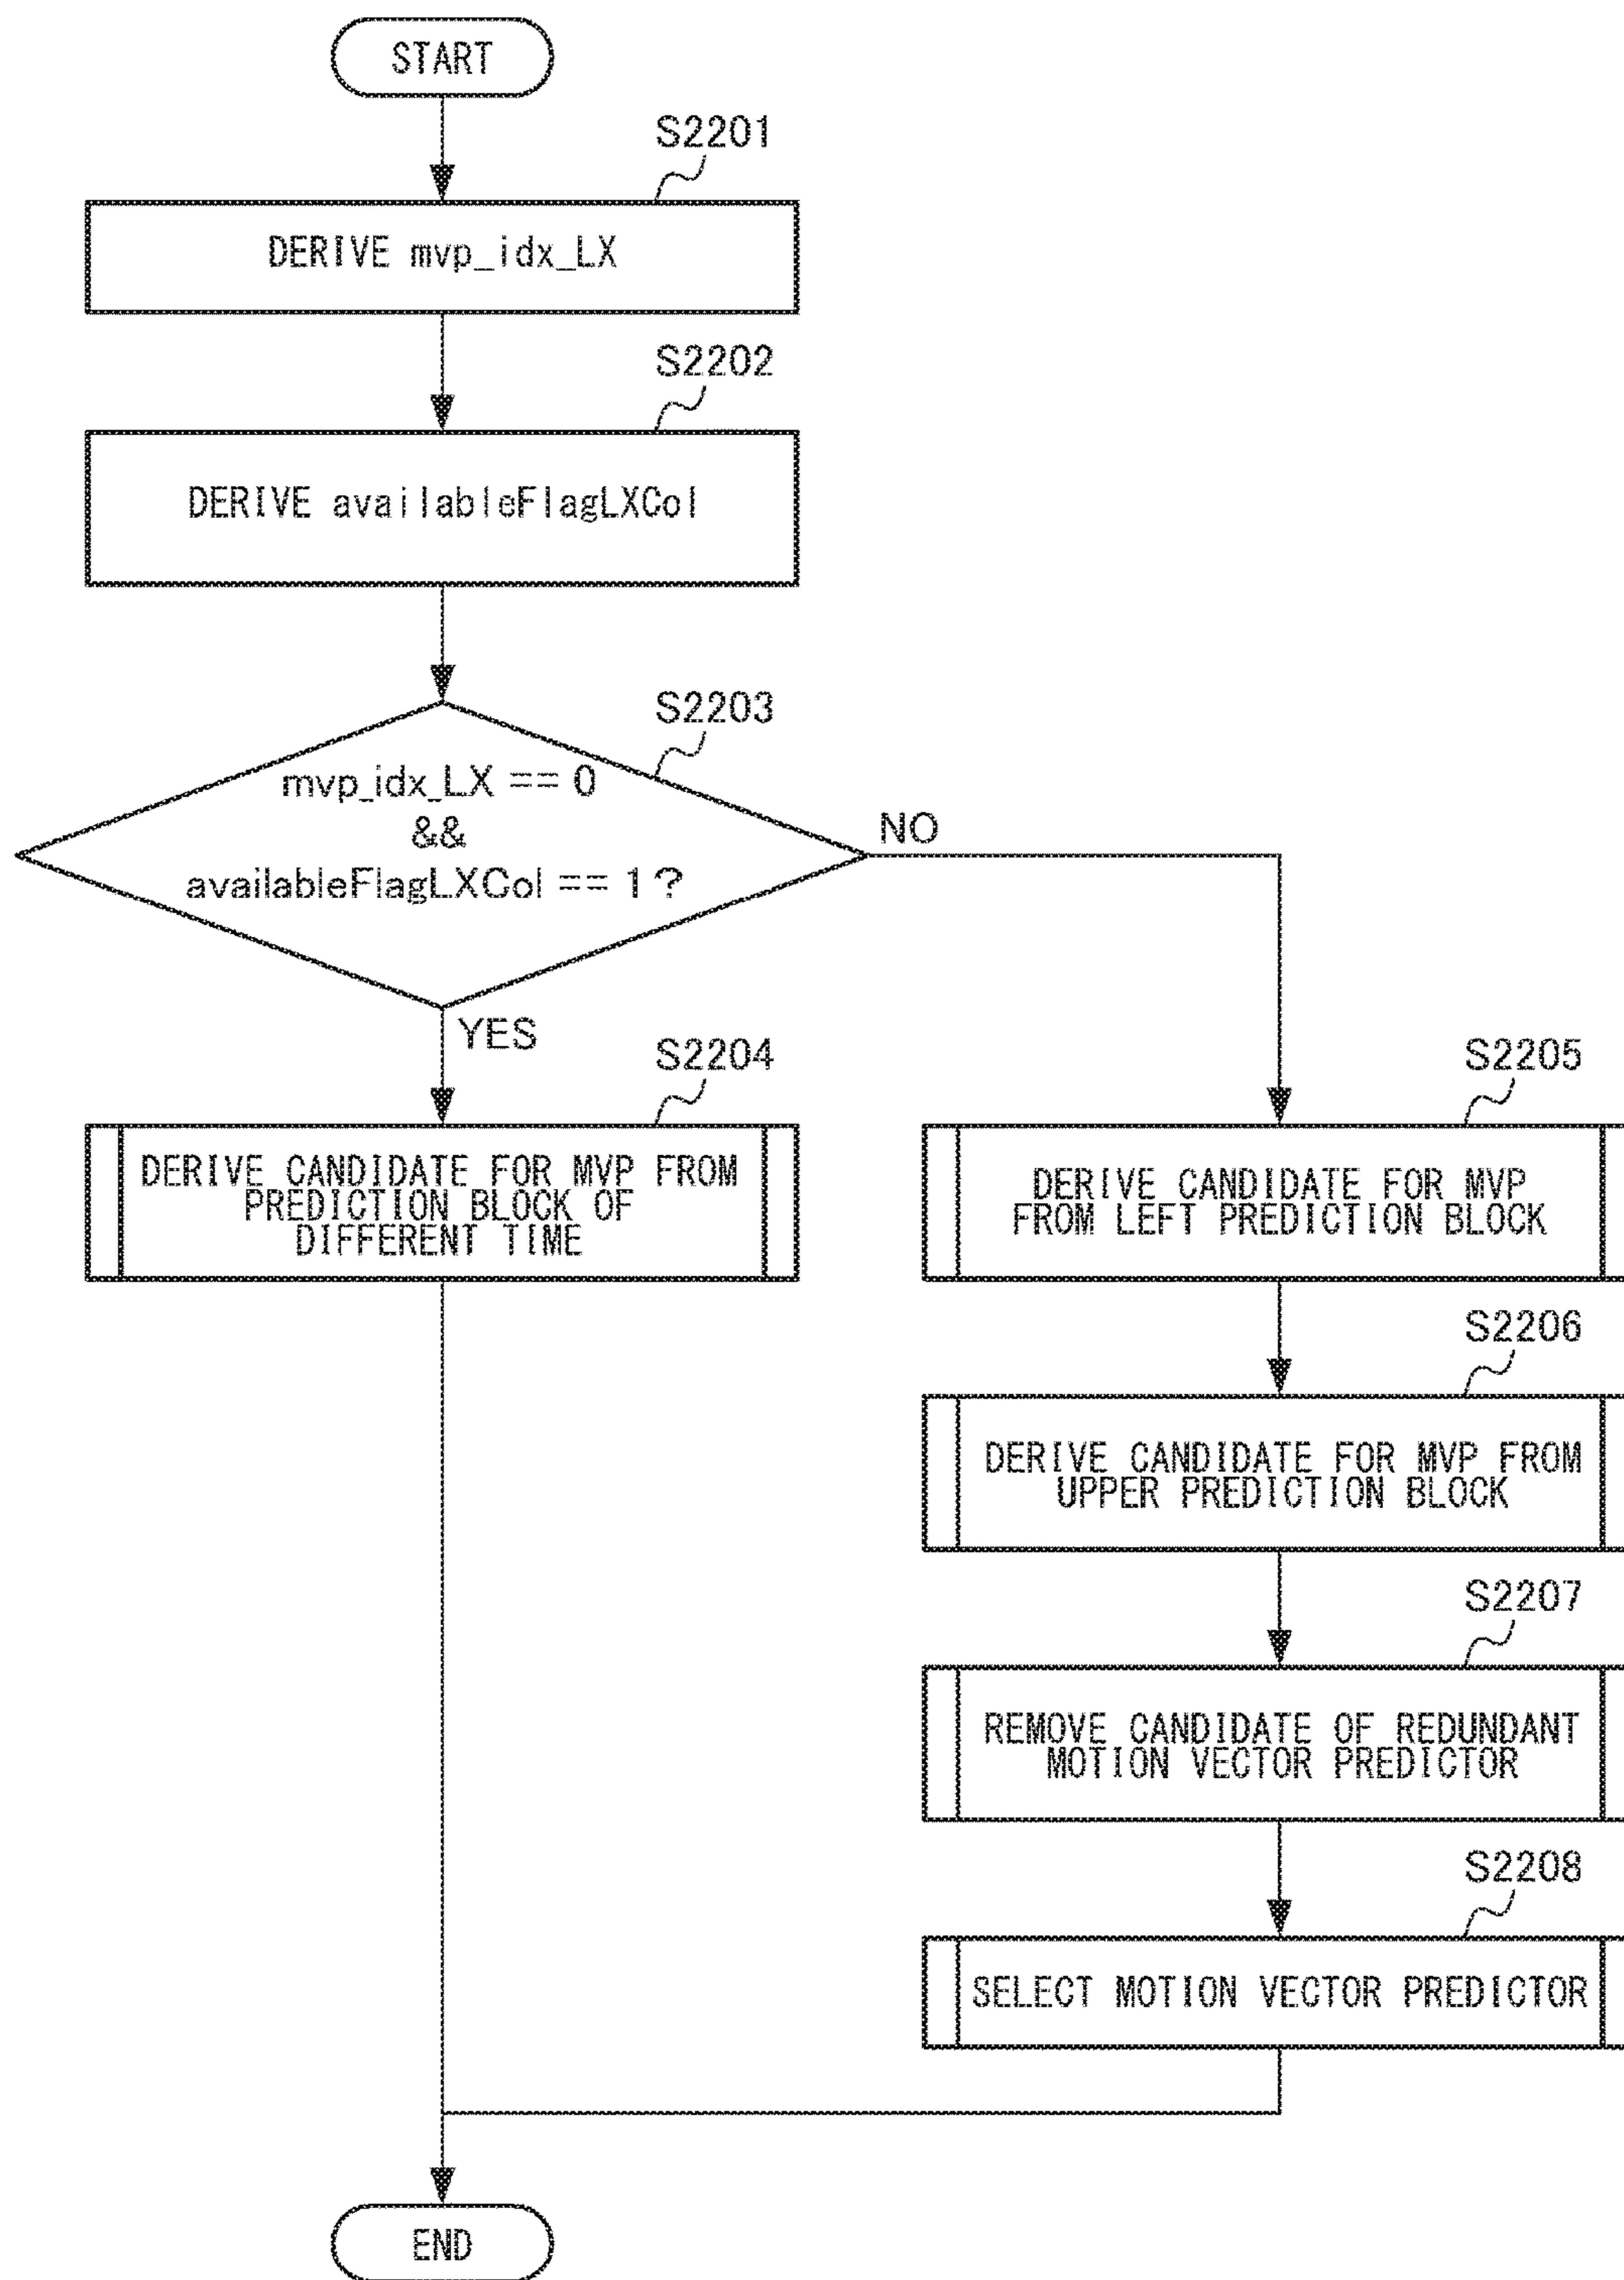 START
S2201
DERIVE mvp_idx_LX
S2202
DERIVE availableFlagLXCol
S2203
mvp_idx_LX == 0
&&
availableFlagLXCol == 1 ?
NO
YES
S2204
DERIVE CANDIDATE FOR MVP FROM
PREDICTION BLOCK OF
DIFFERENT TIME
S2205
DERIVE CANDIDATE FOR MVP
FROM LEFT PREDICTION BLOCK
S2206
DERIVE CANDIDATE FOR MVP FROM
UPPER PREDICTION BLOCK
S2207
REMOVE CANDIDATE OF REDUNDANT
MOTION VECTOR PREDICTOR
S2208
SELECT MOTION VECTOR PREDICTOR
END